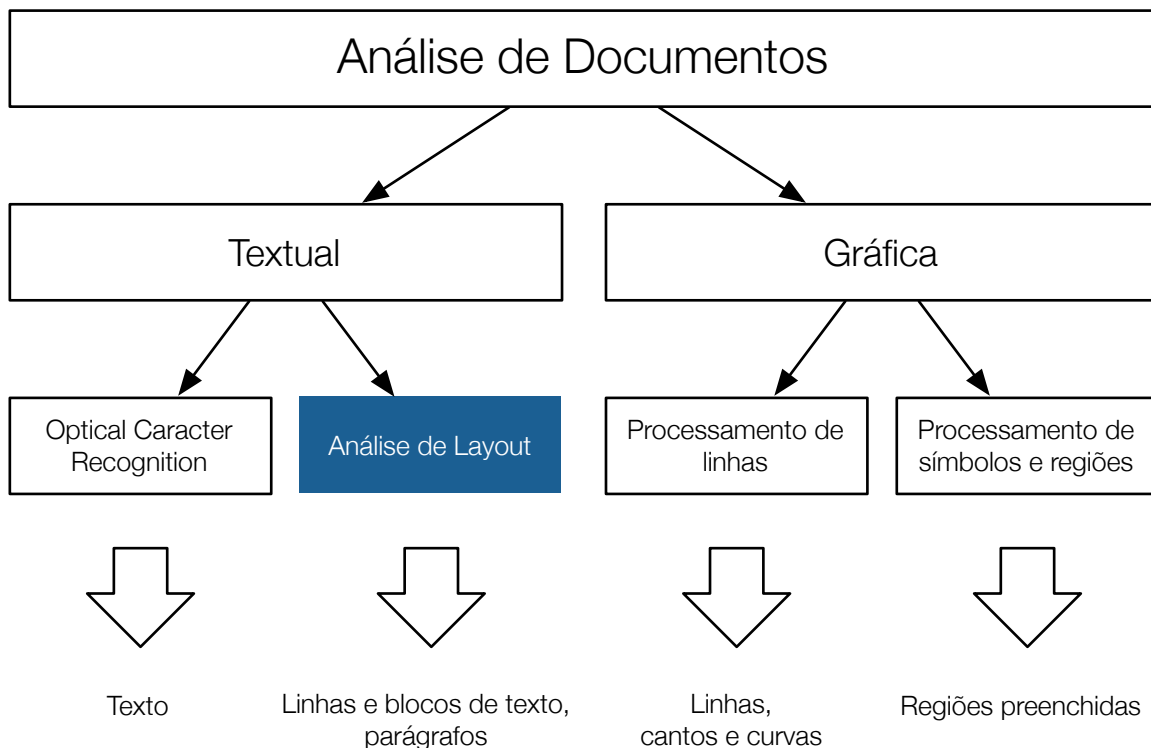 Análise de Documentos
Textual
Gráfica
Optical Caracter
Recognition
Análise de Layout
Processamento de
linhas
Processamento de
símbolos e regiões
Texto
Linhas e blocos de texto,
parágrafos
Linhas,
cantos e curvas
Regiões preenchidas